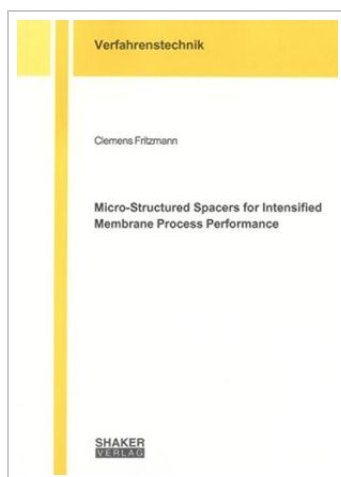 Verfahrenstechnik
Clemens Fritzmann
Micro-Structured Spacers for Intensified
Membrane Process Performance
SHAKER
VERLAG